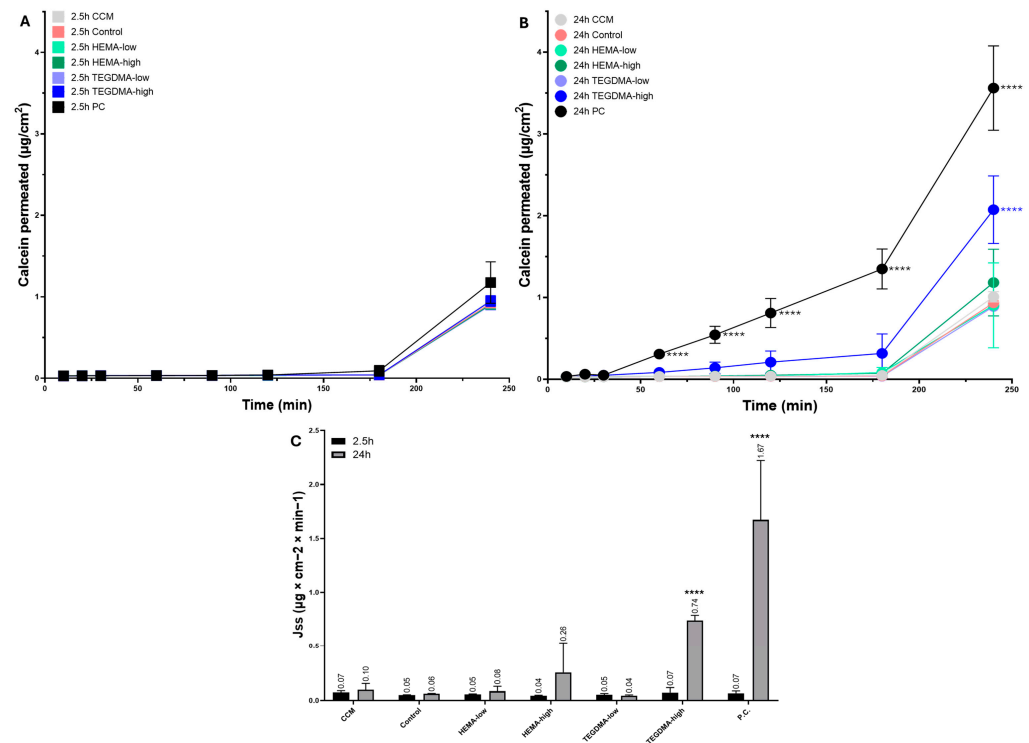 A
2.5h CCM
2.5h Control
2.5h HEMA-low
2.5h HEMA-high
2.5h TEGDMA-low
2.5h TEGDMA-high
2.5h PC
Calcein permeated (µg/cm²)
4
3
2
1
0
0 50 100 150 200 250
Time (min)
B
24h CCM
24h Control
24h HEMA-low
24h HEMA-high
24h TEGDMA-low
24h TEGDMA-high
24h PC
Calcein permeated (µg/cm²)
4
3
2
1
0
****
****
****
****
****
****
0 50 100 150 200 250
Time (min)
C
2.5h
24h
Jss (µg × cm−2 × min−1)
2.5
2.0
1.5
1.0
0.5
0.0
0.07 0.10 0.05 0.06 0.05 0.08 0.04 0.26 0.05 0.04 0.07 **** 0.74 0.07 **** 1.67
CCM Control HEMA-low HEMA-high TEGDMA-low TEGDMA-high P.C.